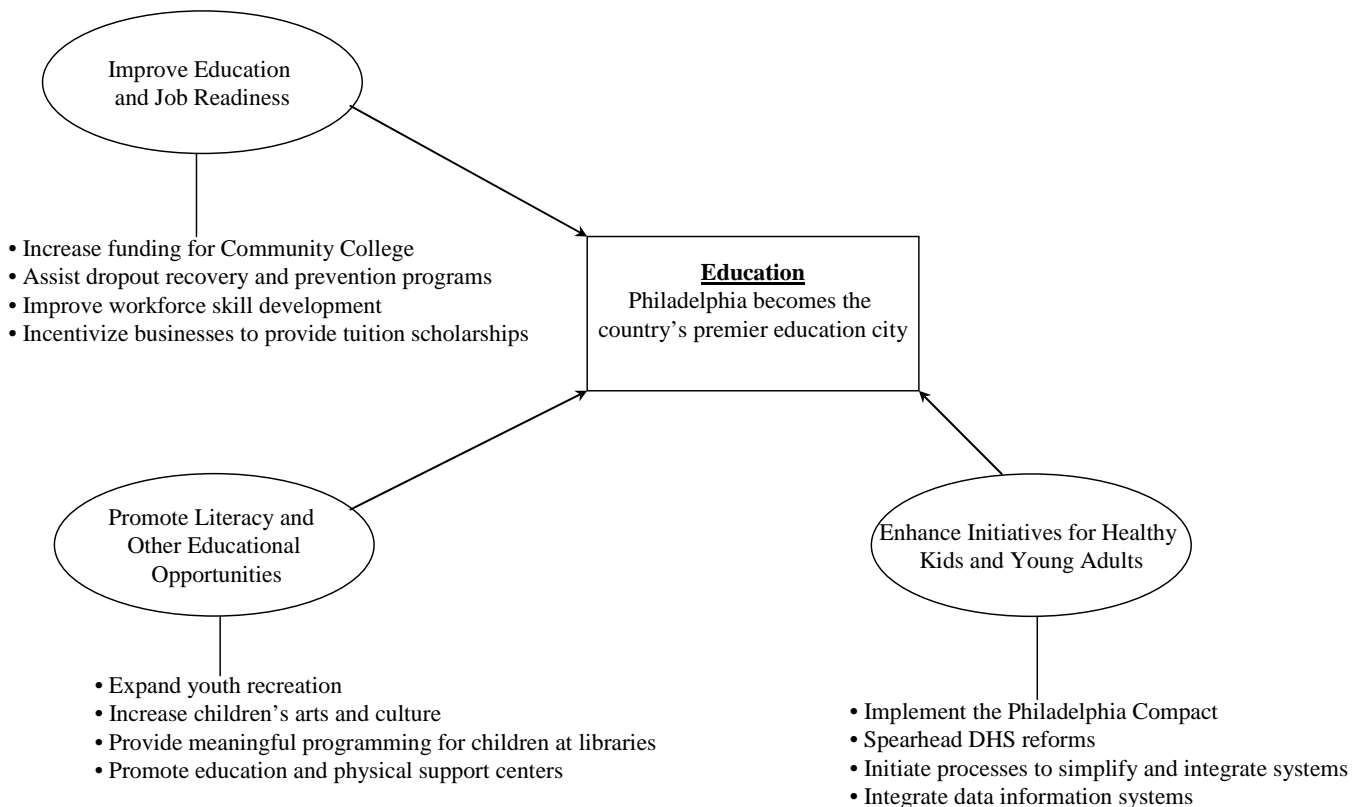 Improve Education
and Job Readiness
• Increase funding for Community College
• Assist dropout recovery and prevention programs
• Improve workforce skill development
• Incentivize businesses to provide tuition scholarships
Education
Philadelphia becomes the
country’s premier education city
Promote Literacy and
Other Educational
Opportunities
• Expand youth recreation
• Increase children’s arts and culture
• Provide meaningful programming for children at libraries
• Promote education and physical support centers
Enhance Initiatives for Healthy
Kids and Young Adults
• Implement the Philadelphia Compact
• Spearhead DHS reforms
• Initiate processes to simplify and integrate systems
• Integrate data information systems